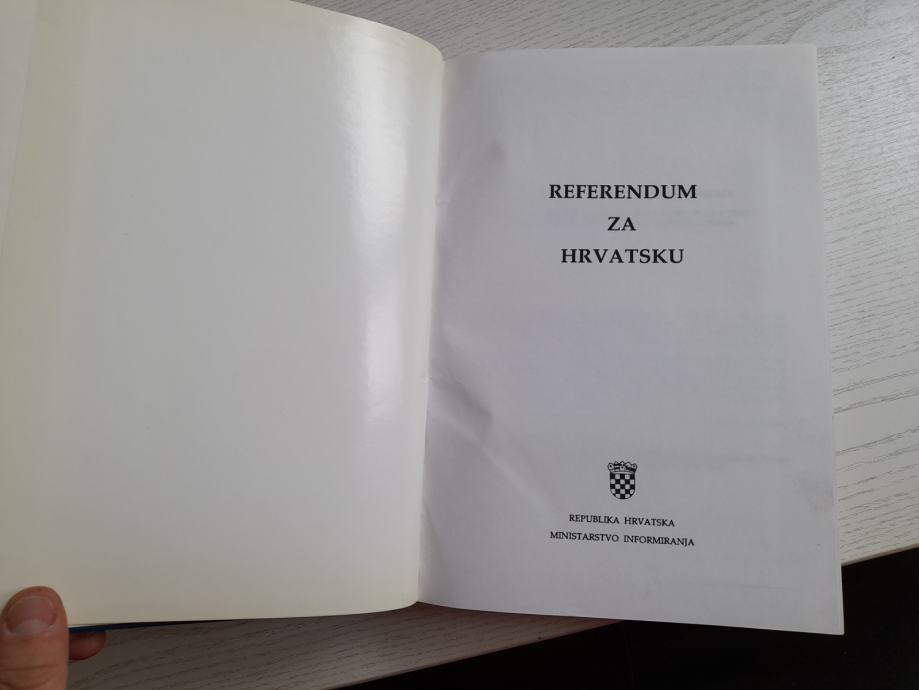 REFERENDUM
ZA
HRVATSKU
REPUBLIKA HRVATSKA
MINISTARSTVO INFORMIRANJA